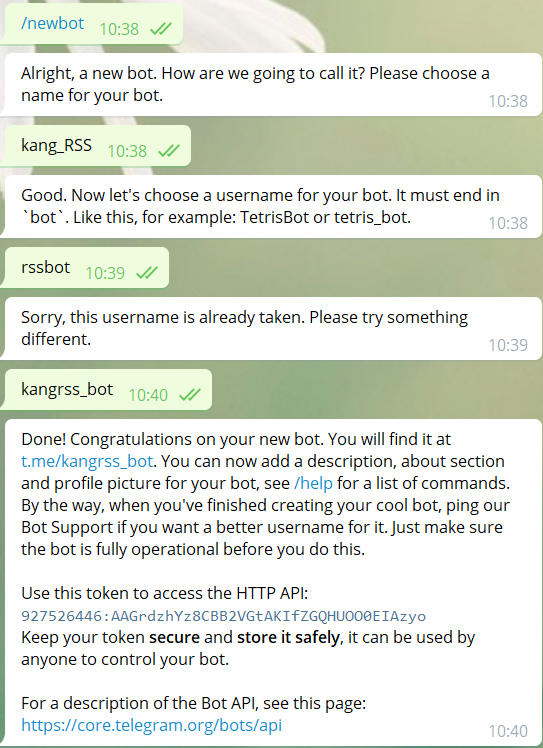 /newbot 10:38
Alright, a new bot. How are we going to call it? Please choose a
name for your bot.
10:38
kang_RSS 10:38
Good. Now let's choose a username for your bot. It must end in
`bot`. Like this, for example: TetrisBot or tetris_bot.
10:38
rssbot 10:39
Sorry, this username is already taken. Please try something
different.
10:39
kangrss_bot 10:40
Done! Congratulations on your new bot. You will find it at
t.me/kangrss_bot. You can now add a description, about section
and profile picture for your bot, see /help for a list of commands.
By the way, when you've finished creating your cool bot, ping our
Bot Support if you want a better username for it. Just make sure
the bot is fully operational before you do this.
Use this token to access the HTTP API:
927526446:AAGrdzhYz8CBB2VGtAKIfZGQHUOO0EIAzyo
Keep your token secure and store it safely, it can be used by
anyone to control your bot.
For a description of the Bot API, see this page:
https://core.telegram.org/bots/api
10:40